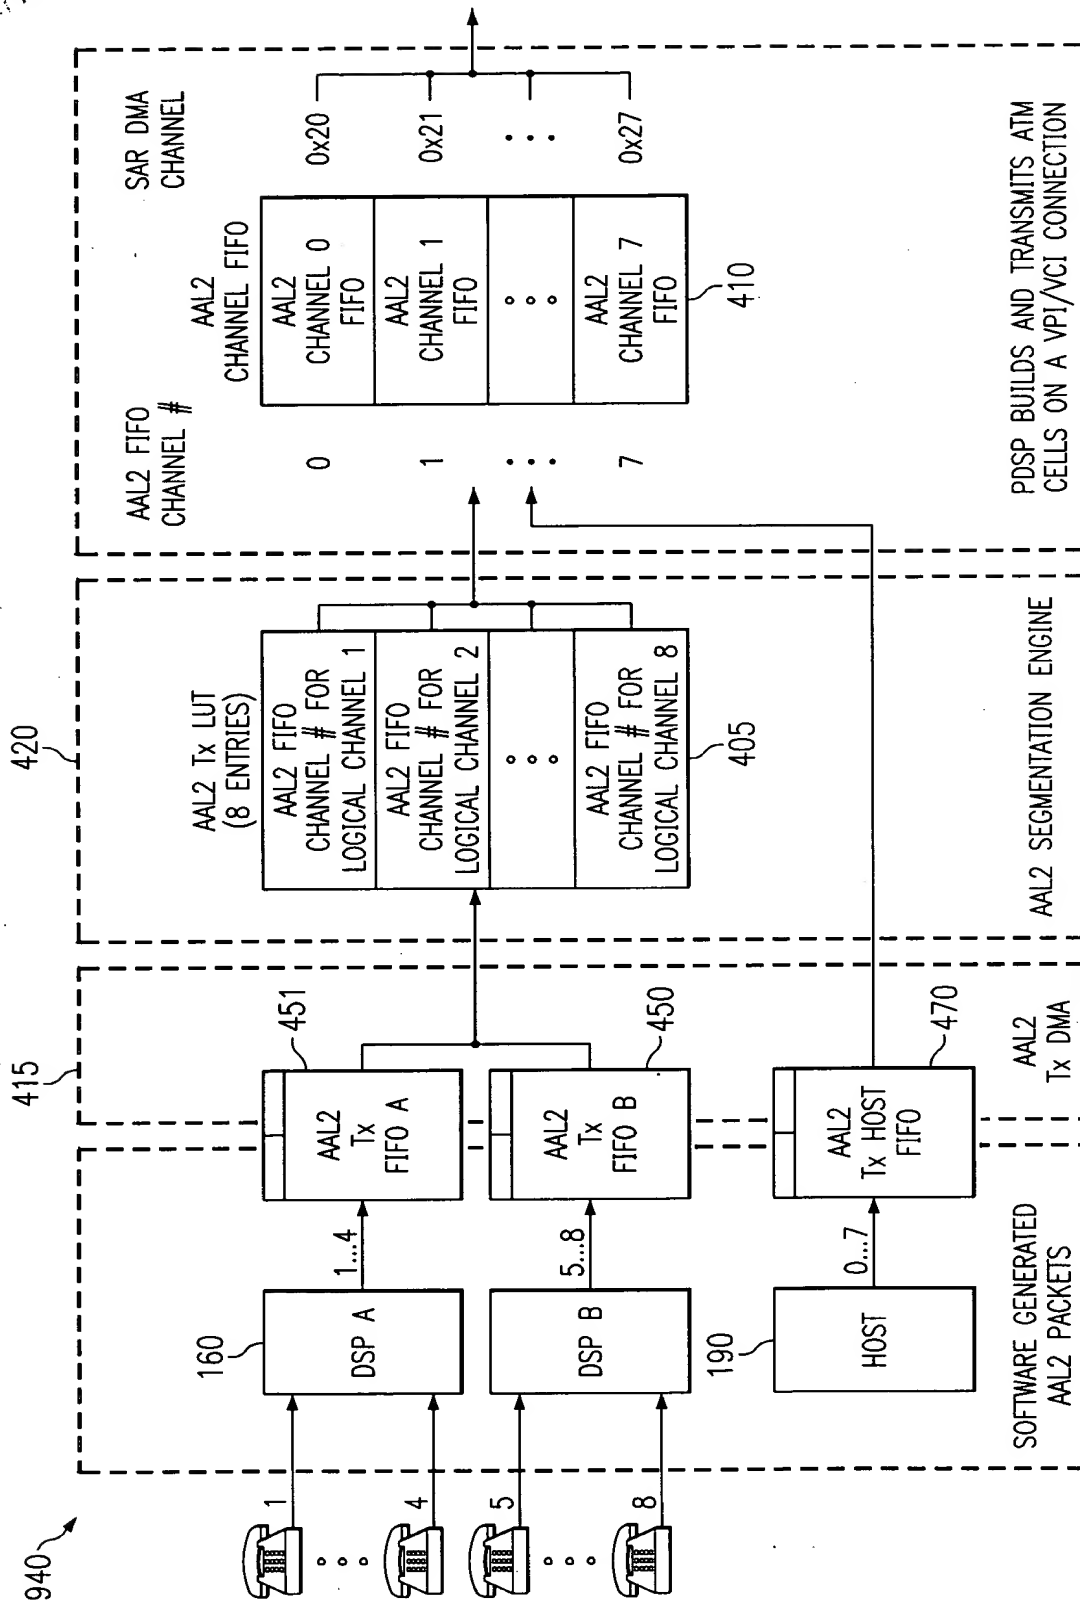 940
1
4
5
8
415
420
160
DSP A
1...4
451
AAL2
Tx
FIFO A
DSP B
5...8
450
AAL2
Tx
FIFO B
190
HOST
0...7
470
AAL2
Tx HOST
FIFO
SOFTWARE GENERATED
AAL2 PACKETS
AAL2
Tx DMA
AAL2 Tx LUT
(8 ENTRIES)
AAL2 FIFO
CHANNEL # FOR
LOGICAL CHANNEL 1
AAL2 FIFO
CHANNEL # FOR
LOGICAL CHANNEL 2
AAL2 FIFO
CHANNEL # FOR
LOGICAL CHANNEL 8
405
AAL2 SEGMENTATION ENGINE
AAL2 FIFO
CHANNEL #
0
1
7
AAL2
CHANNEL FIFO
AAL2
CHANNEL 0
FIFO
AAL2
CHANNEL 1
FIFO
AAL2
CHANNEL 7
FIFO
410
SAR DMA
CHANNEL
0x20
0x21
0x27
PDSP BUILDS AND TRANSMITS ATM
CELLS ON A VPI/VCI CONNECTION